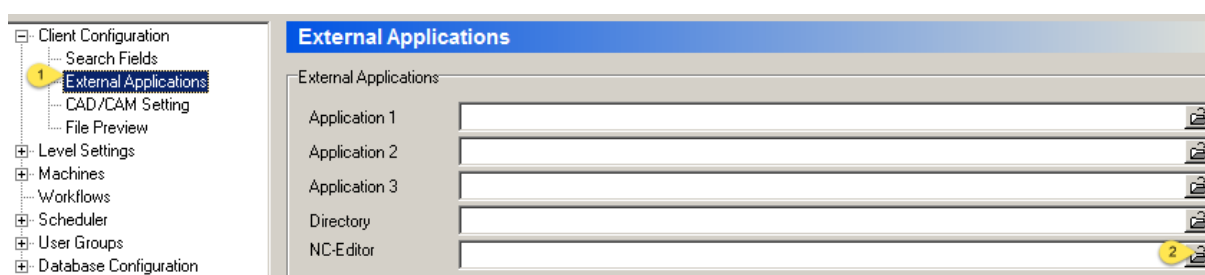 Client Configuration
Search Fields
1
External Applications
CAD/CAM Setting
File Preview
Level Settings
Machines
Workflows
Scheduler
User Groups
Database Configuration
External Applications
External Applications
Application 1
Application 2
Application 3
Directory
NC-Editor
2